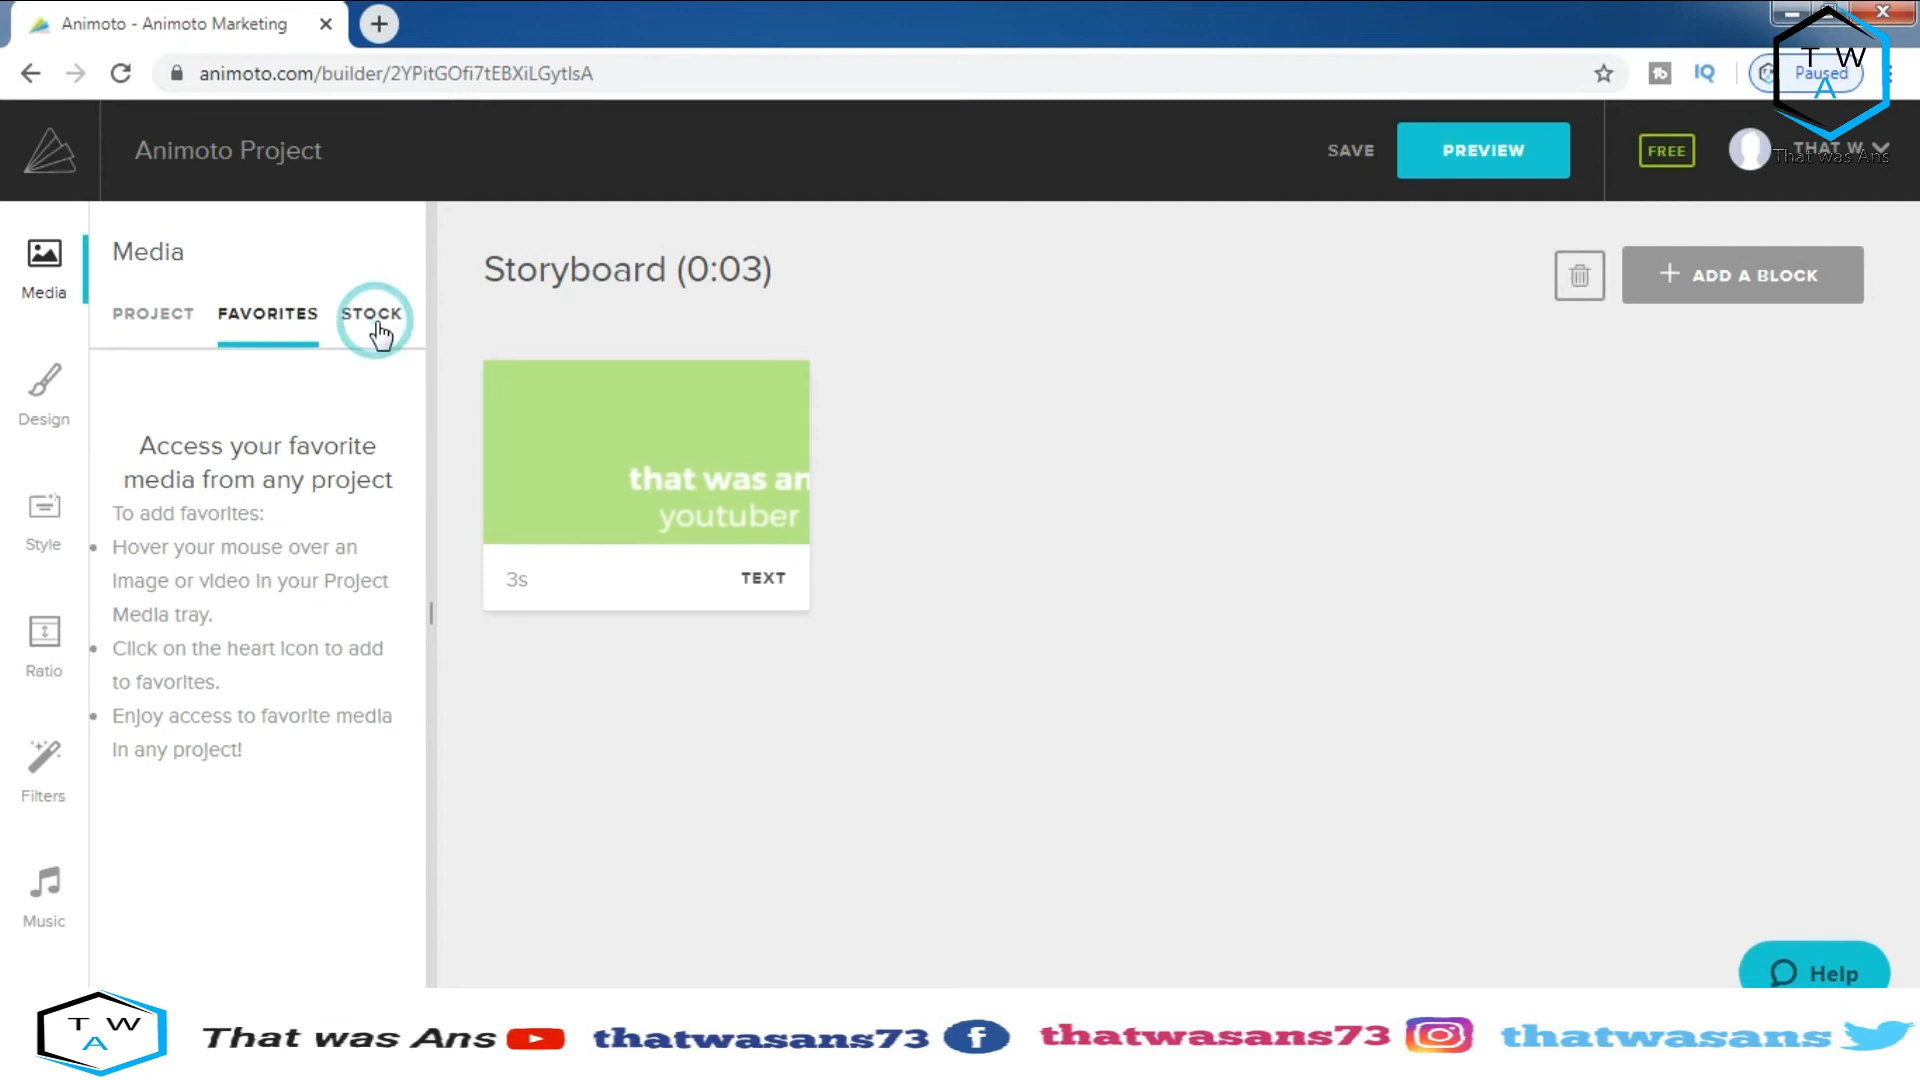 Animoto - Animoto Marketing
animoto.com/builder/2YPitGOfi7tEBXiLGytlsA
tb
IQ
Paused
T W
A
Animoto Project
SAVE
PREVIEW
FREE
THAT W
That was Ans
Media
Media
PROJECT
FAVORITES
STOCK
Access your favorite
media from any project
To add favorites:
Hover your mouse over an
image or video in your Project
Media tray.
Click on the heart icon to add
to favorites.
Enjoy access to favorite media
in any project!
Design
Style
Ratio
Filters
Music
Storyboard (0:03)
+ ADD A BLOCK
that was an
youtuber
3s
TEXT
Help
T W
A
That was Ans
thatwasans73
f
thatwasans73
thatwasans